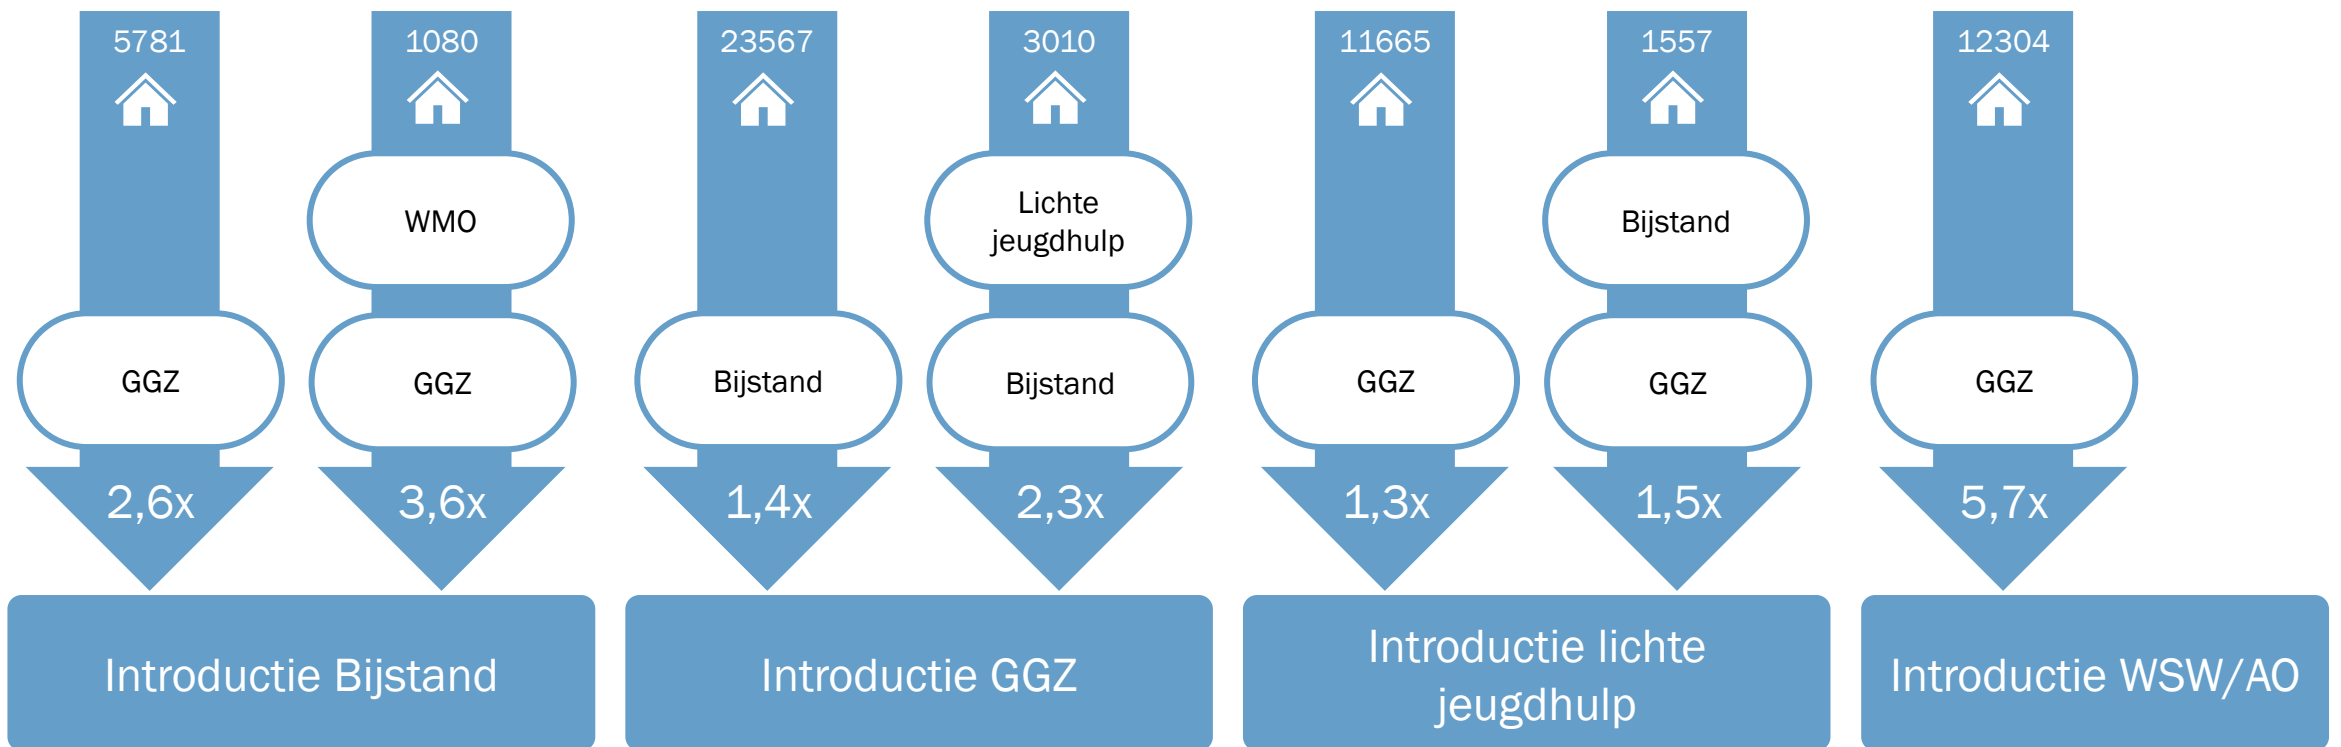 5781
1080
23567
3010
11665
1557
12304
WMO
Lichte
jeugdhulp
Bijstand
GGZ
GGZ
Bijstand
Bijstand
GGZ
GGZ
GGZ
2,6x
3,6x
1,4x
2,3x
1,3x
1,5x
5,7x
Introductie Bijstand
Introductie GGZ
Introductie lichte
jeugdhulp
Introductie WSW/AO